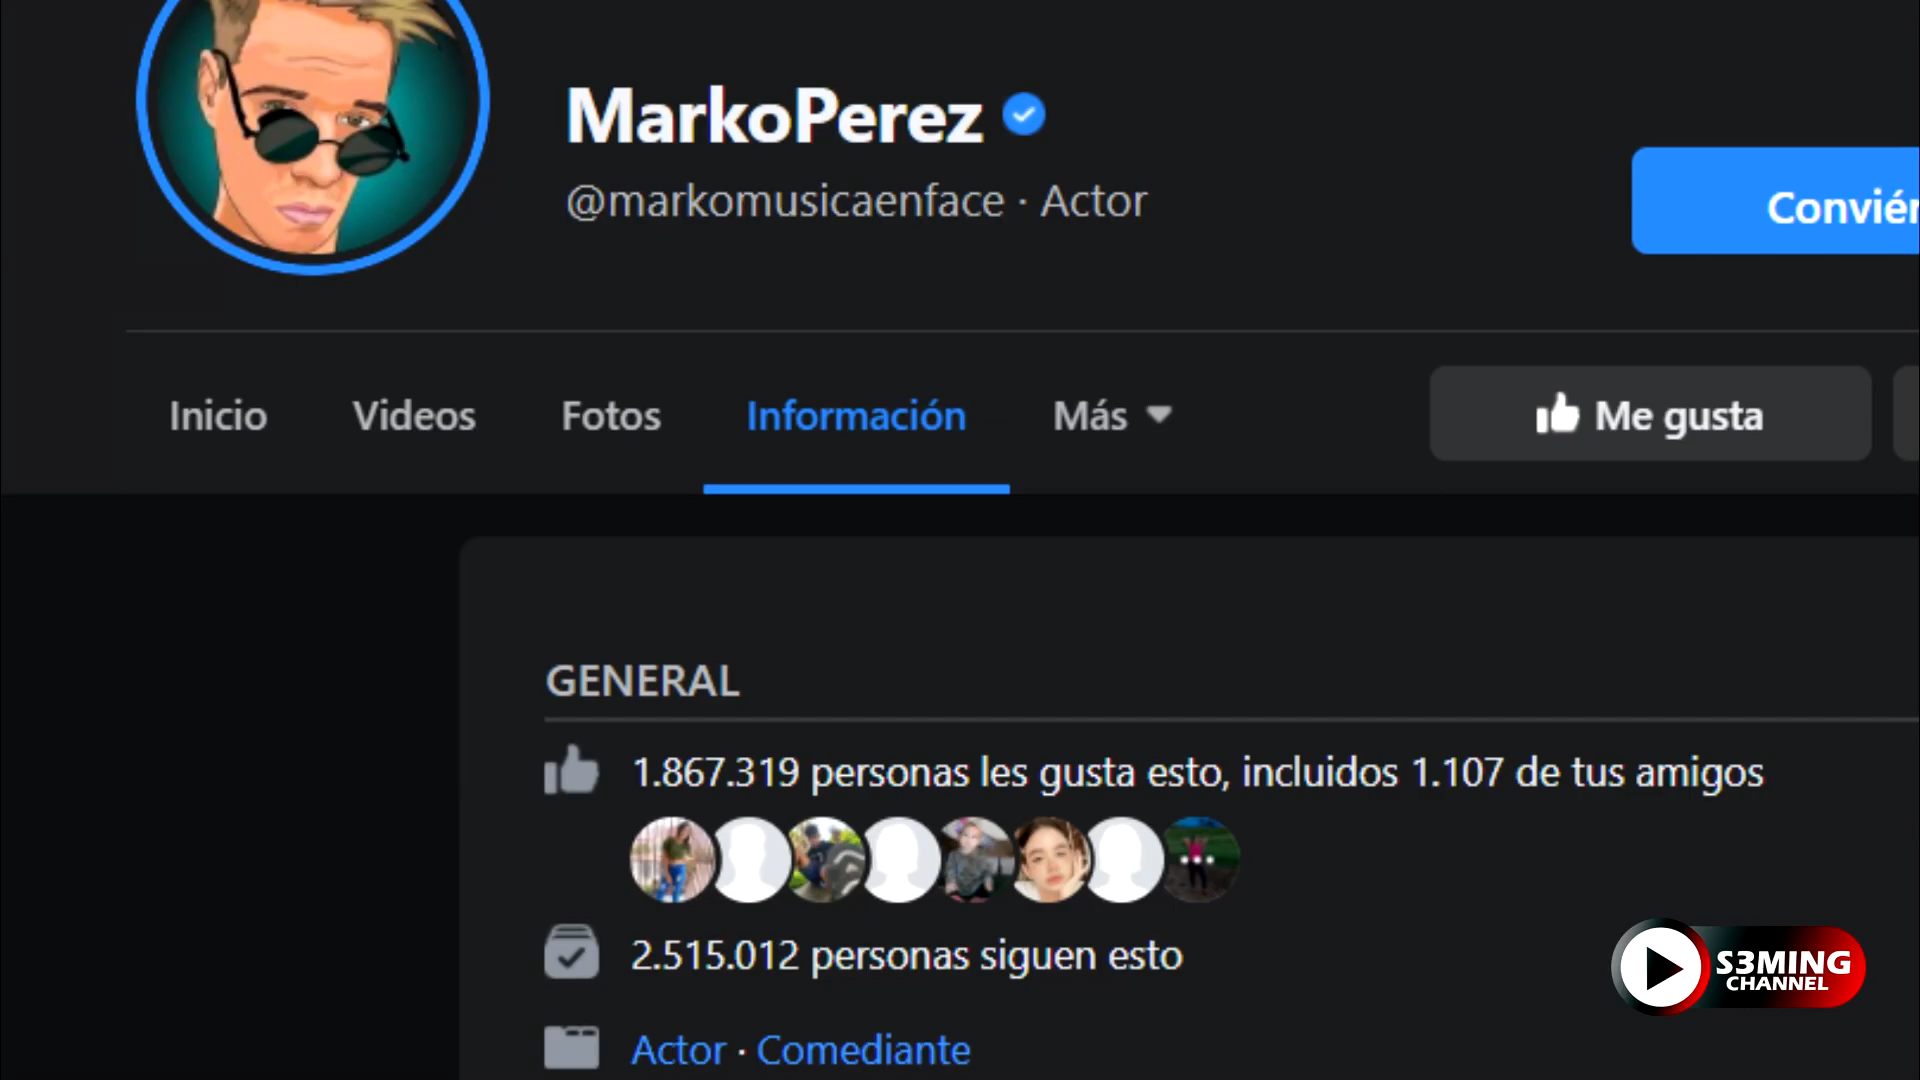 MarkoPerez
@markomusicaenface · Actor
Inicio
Videos
Fotos
Información
Más
Me gusta
GENERAL
1.867.319 personas les gusta esto, incluidos 1.107 de tus amigos
2.515.012 personas siguen esto
Actor · Comediante
S3MING
CHANNEL